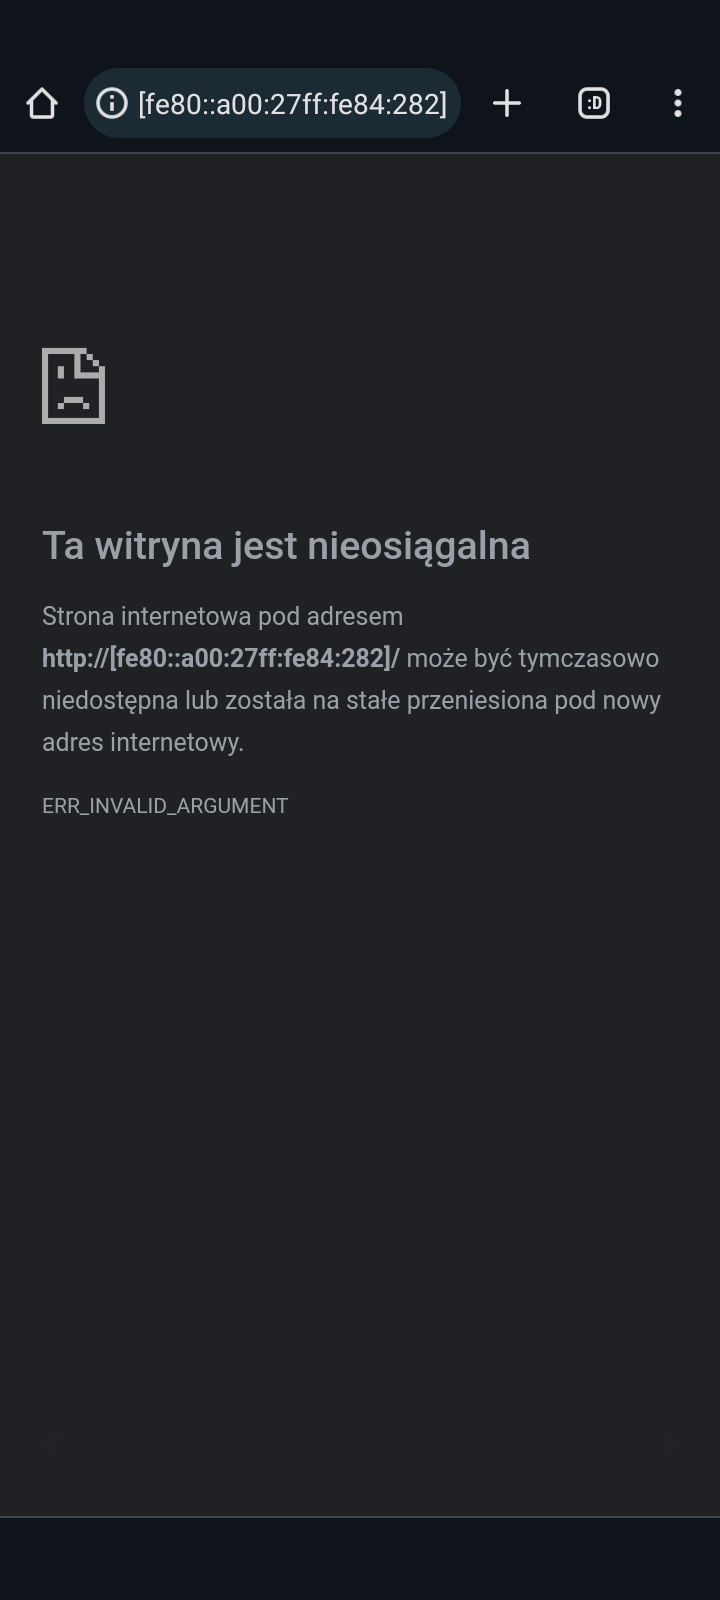 [fe80::a00:27ff:fe84:282]
:D
Ta witryna jest nieosiągalna
Strona internetowa pod adresem
http://[fe80::a00:27ff:fe84:282]/ może być tymczasowo
niedostępna lub została na stałe przeniesiona pod nowy
adres internetowy.
ERR_INVALID_ARGUMENT